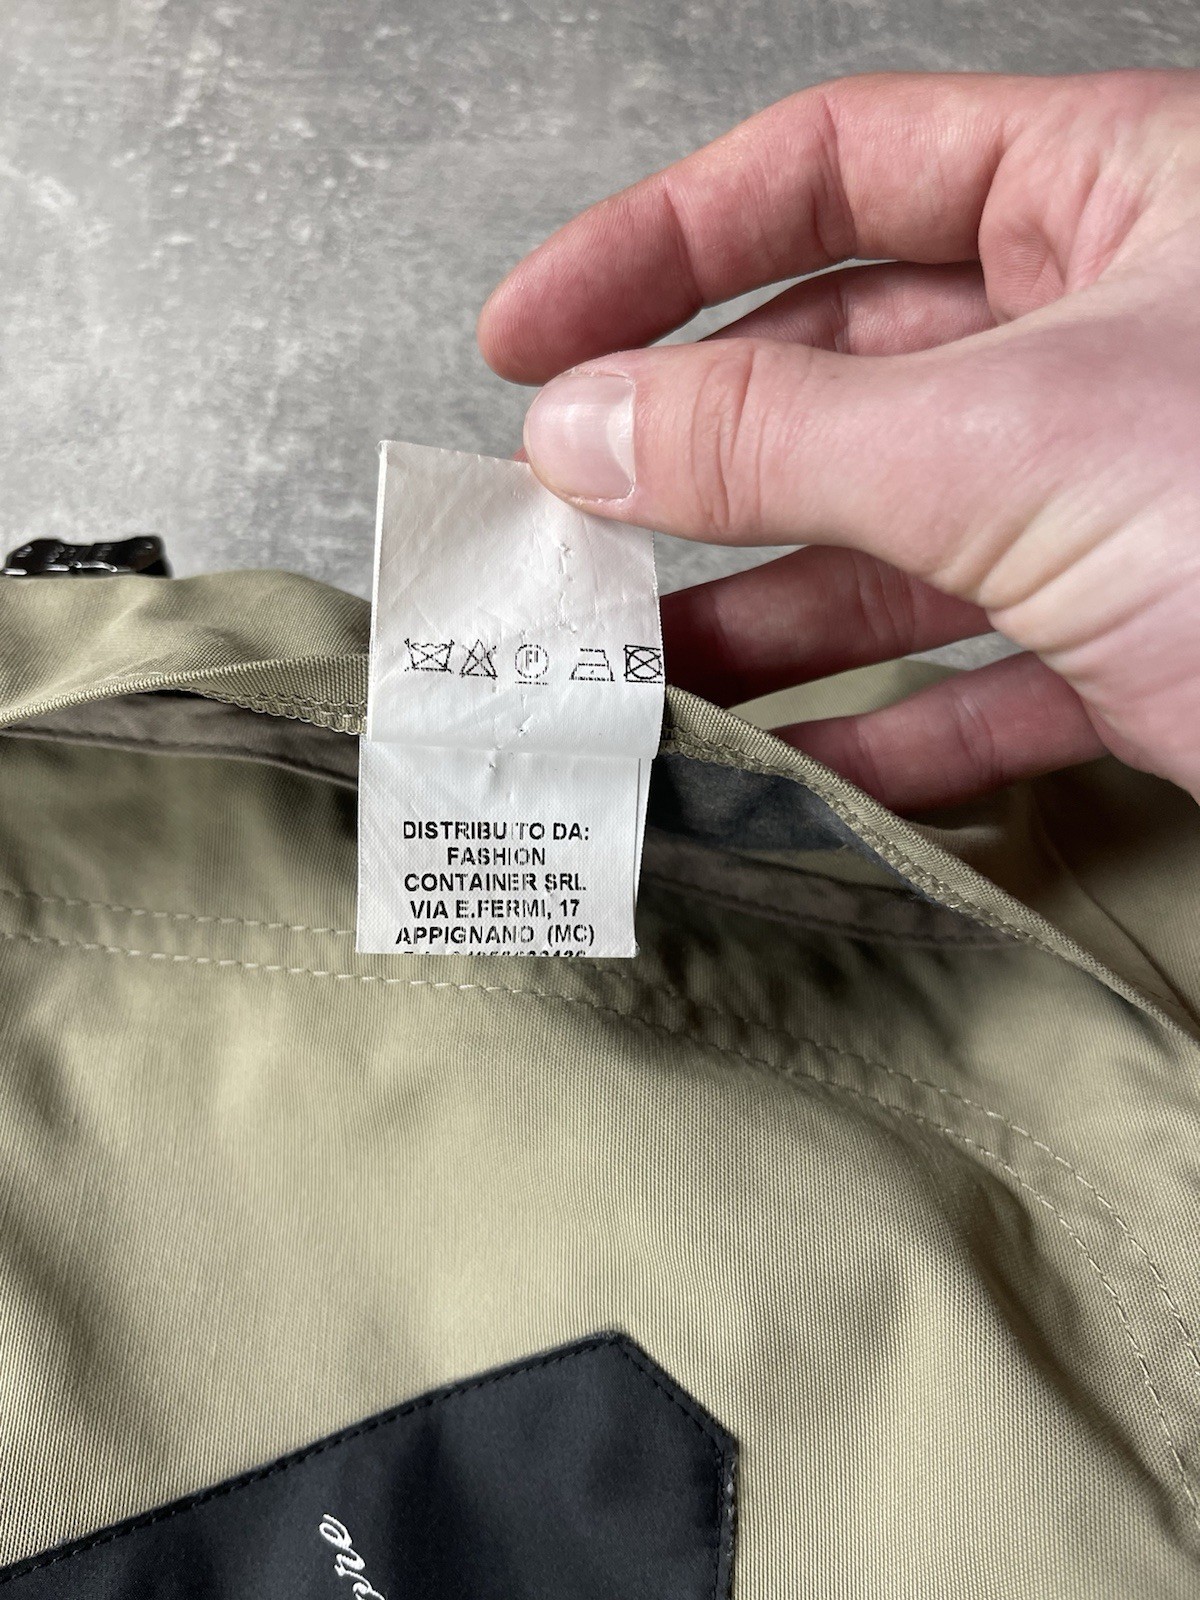 DISTRIBUITO DA:
FASHION
CONTAINER SRL
VIA E.FERMI, 17
APPIGNANO (MC)